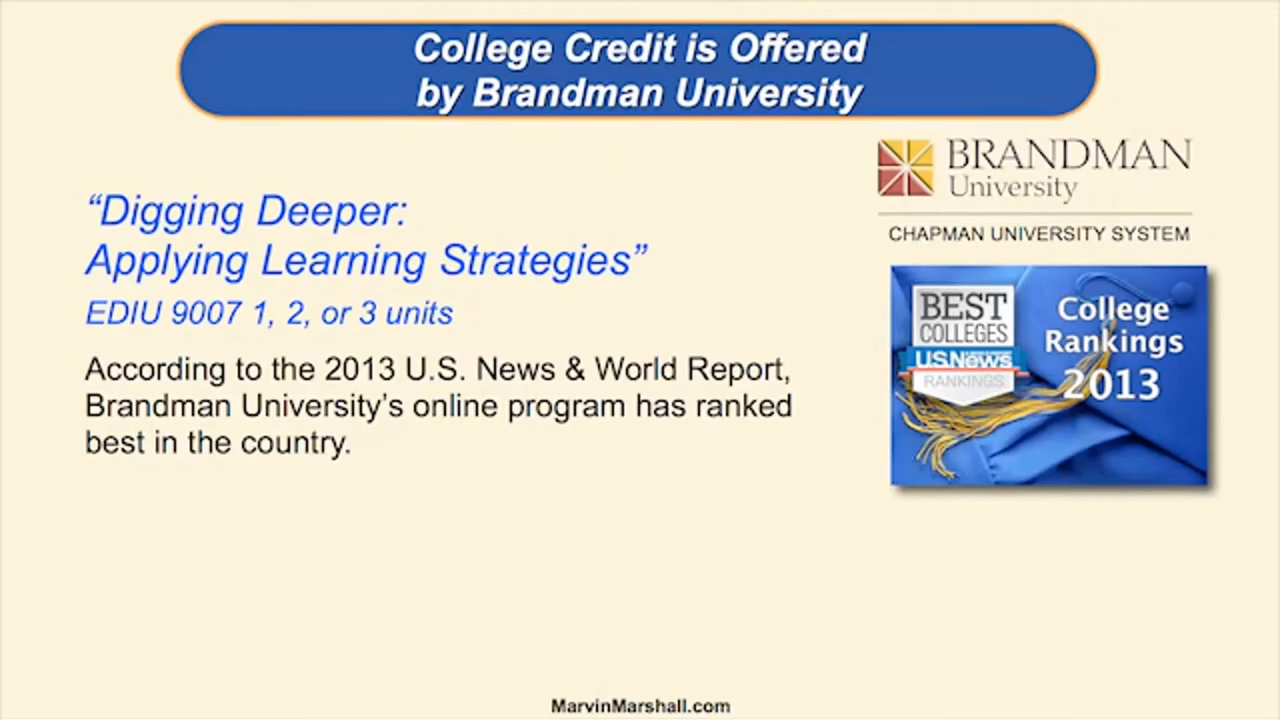 College Credit is Offered
by Brandman University
“Digging Deeper:
Applying Learning Strategies”
EDIU 9007 1, 2, or 3 units
According to the 2013 U.S. News & World Report,
Brandman University’s online program has ranked
best in the country.
BRANDMAN
University
CHAPMAN UNIVERSITY SYSTEM
BEST
COLLEGES
U.S.News
RANKINGS
College
Rankings
2013
MarvinMarshall.com